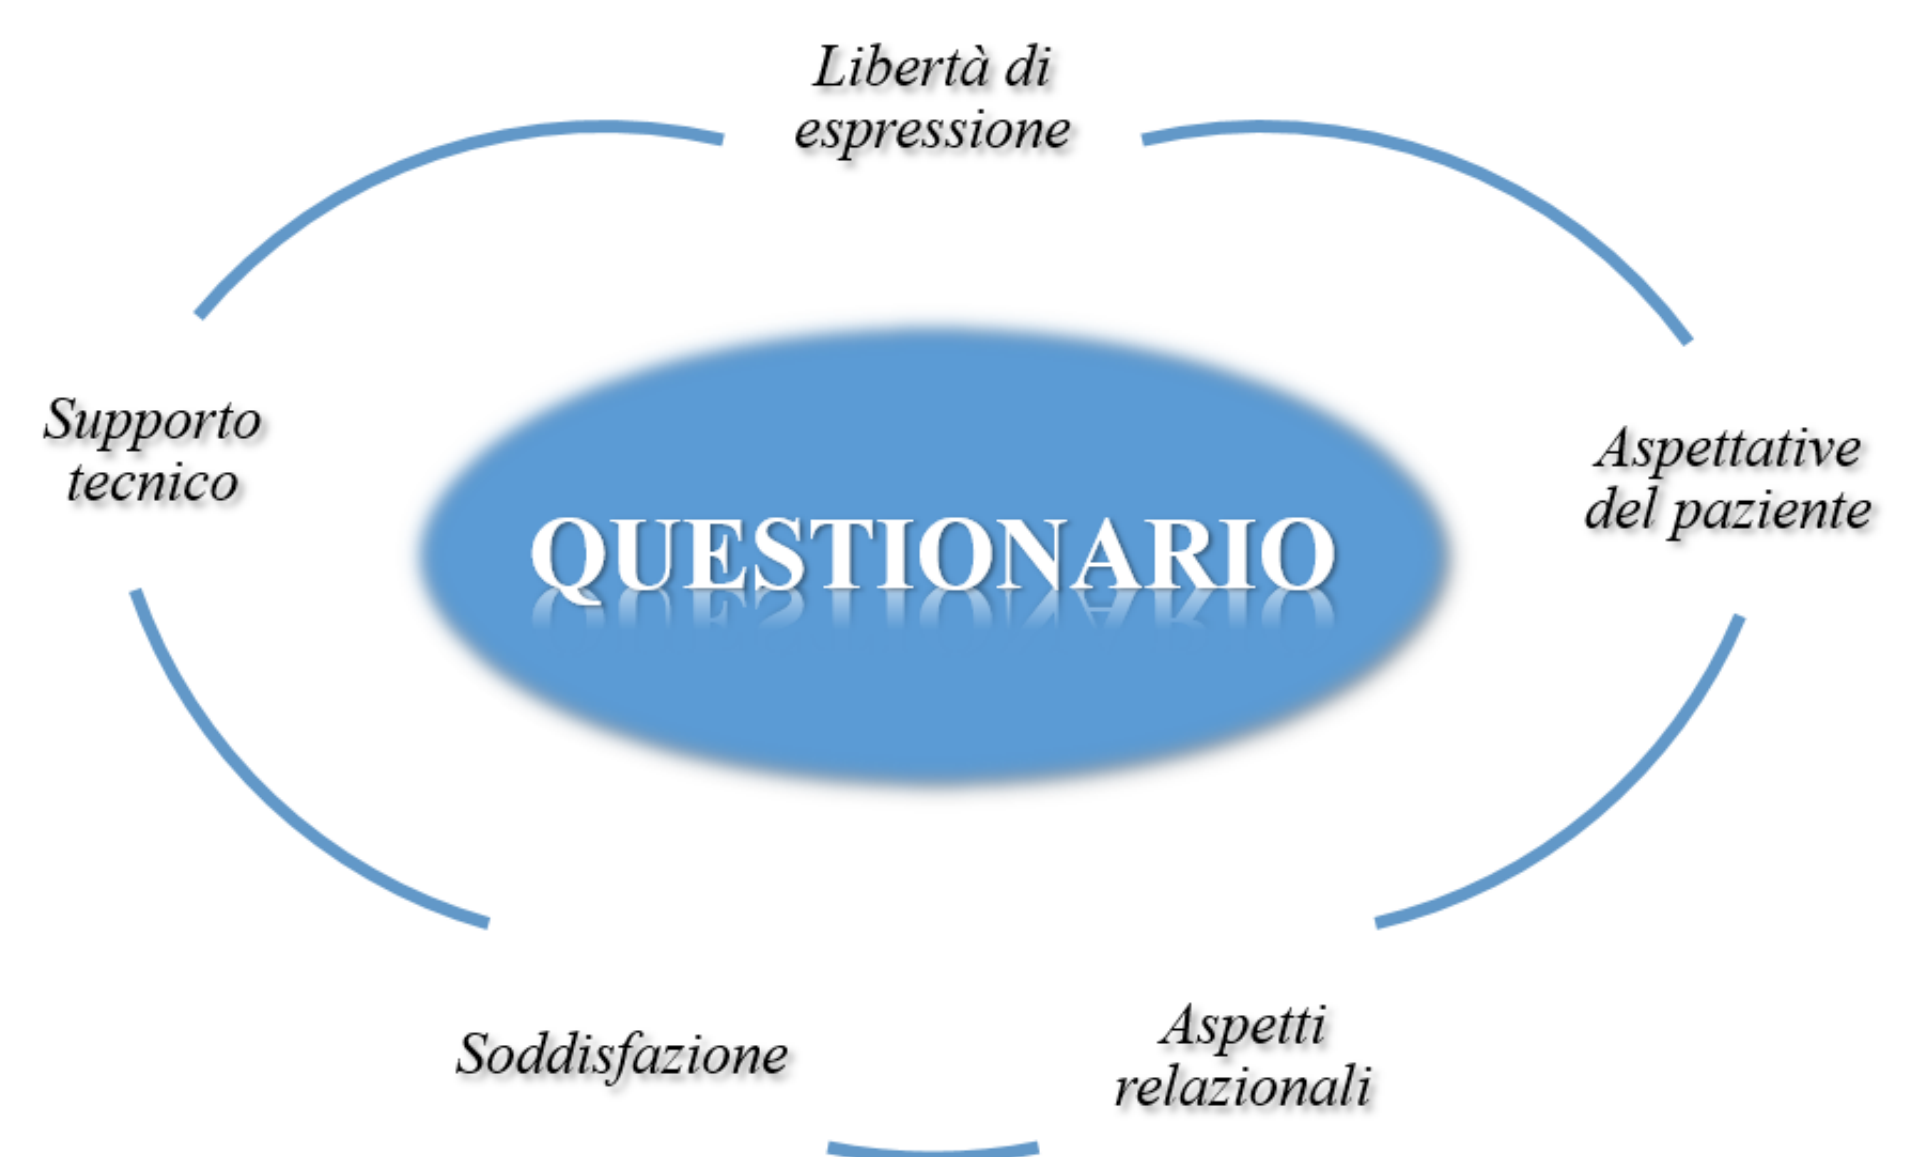 Libertà di
espressione
Supporto
tecnico
Aspettative
del paziente
QUESTIONARIO
Soddisfazione
Aspetti
relazionali